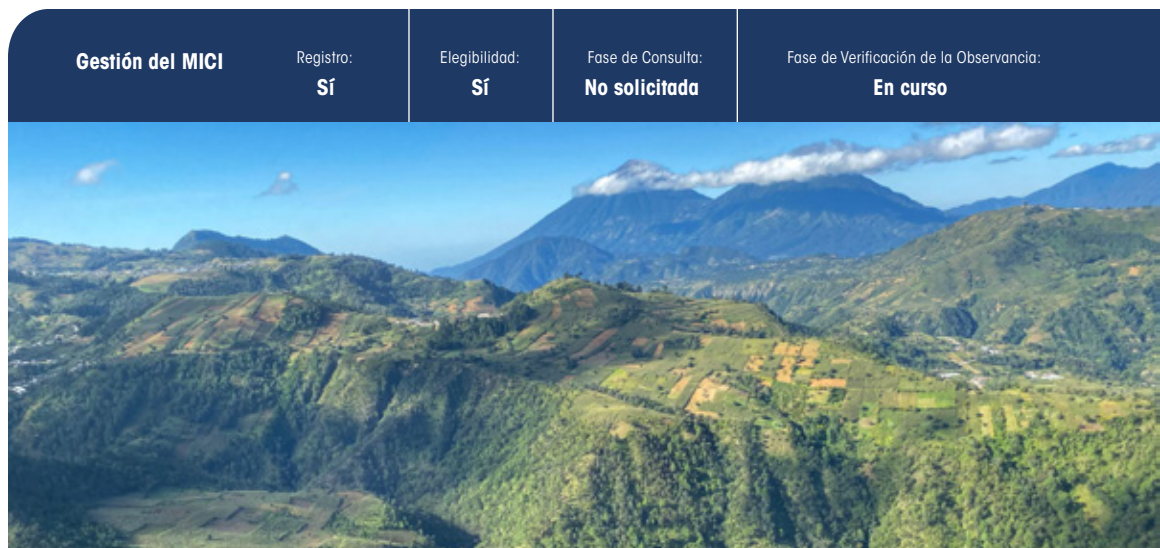 Gestión del MICI
Registro:
Sí
Elegibilidad:
Sí
Fase de Consulta:
No solicitada
Fase de Verificación de la Observancia:
En curso